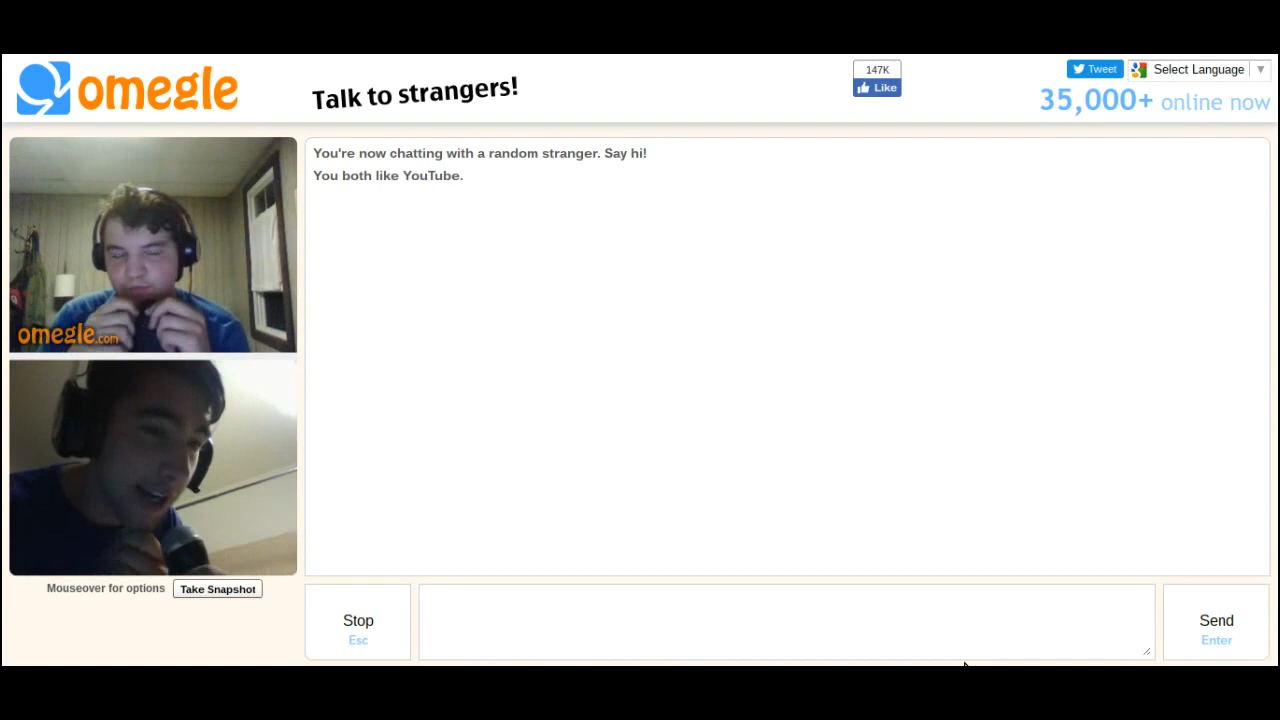 omegle
Talk to strangers!
147K
Like
Tweet
Select Language
35,000+ online now
You're now chatting with a random stranger. Say hi!
You both like YouTube.
omegle.com
Mouseover for options
Take Snapshot
Stop
Esc
Send
Enter